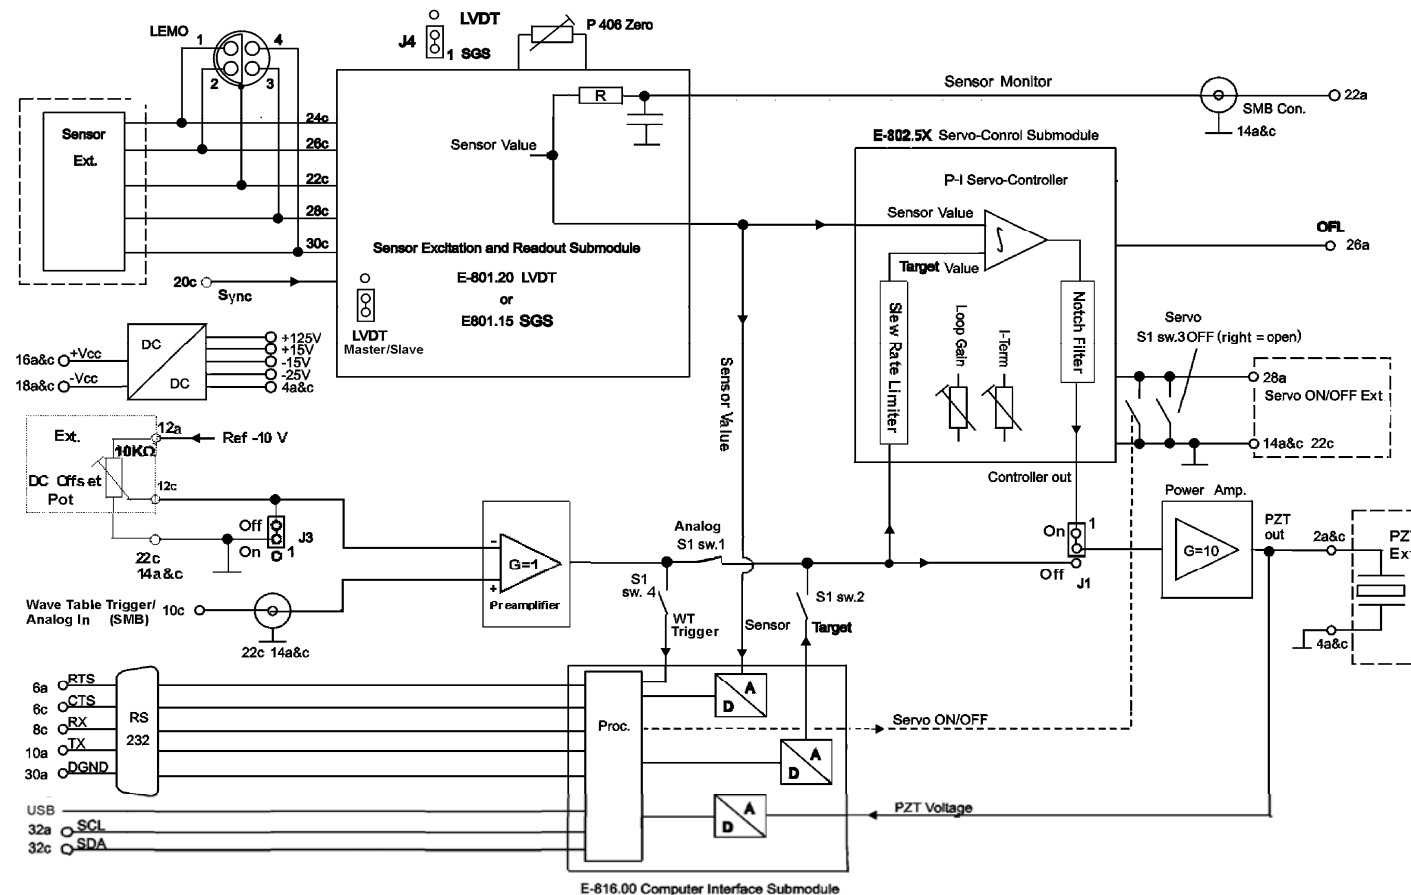 LEMO
1
4
2
3
LVDT
J4
1 SGS
P 406 Zero
Sensor
Ext.
24c
26c
22c
28c
30c
20c
Sync
Sensor Value
R
Sensor Excitation and Readout Submodule
E-801.20 LVDT
or
E801.15 SGS
LVDT
Master/Slave
Sensor Monitor
22a
SMB Con.
14a&c
E-802.5X Servo-Conrol Submodule
P-I Servo-Controller
Sensor Value
Target Value
Slew Rate Limiter
Loop Gain
I-Term
Notch Filter
OFL
26a
Servo
S1 sw.3OFF (right = open)
28a
Servo ON/OFF Ext
14a&c 22c
16a&c
+Vcc
18a&c
-Vcc
DC
DC
+125V
+15V
-15V
-25V
4a&c
Ext.
12a
Ref -10 V
10KΩ
DC Offset
Pot
12c
22c
14a&c
Off
On
1
J3
Wave Table Trigger/
Analog In (SMB)
10c
22c 14a&c
-
+
G=1
Preamplifier
Analog
S1 sw.1
Sensor Value
S1
sw. 4
WT
Trigger
Sensor
S1 sw.2
Target
Controller out
On
1
Off
J1
Power Amp.
G=10
PZT
out
2a&c
PZ
Ex
4a&c
6a
RTS
6c
CTS
8c
RX
10a
TX
30a
DGND
RS
232
USB
32a
SCL
32c
SDA
Proc.
A
D
Servo ON/OFF
A
D
A
D
PZT Voltage
E-816.00 Computer Interface Submodule